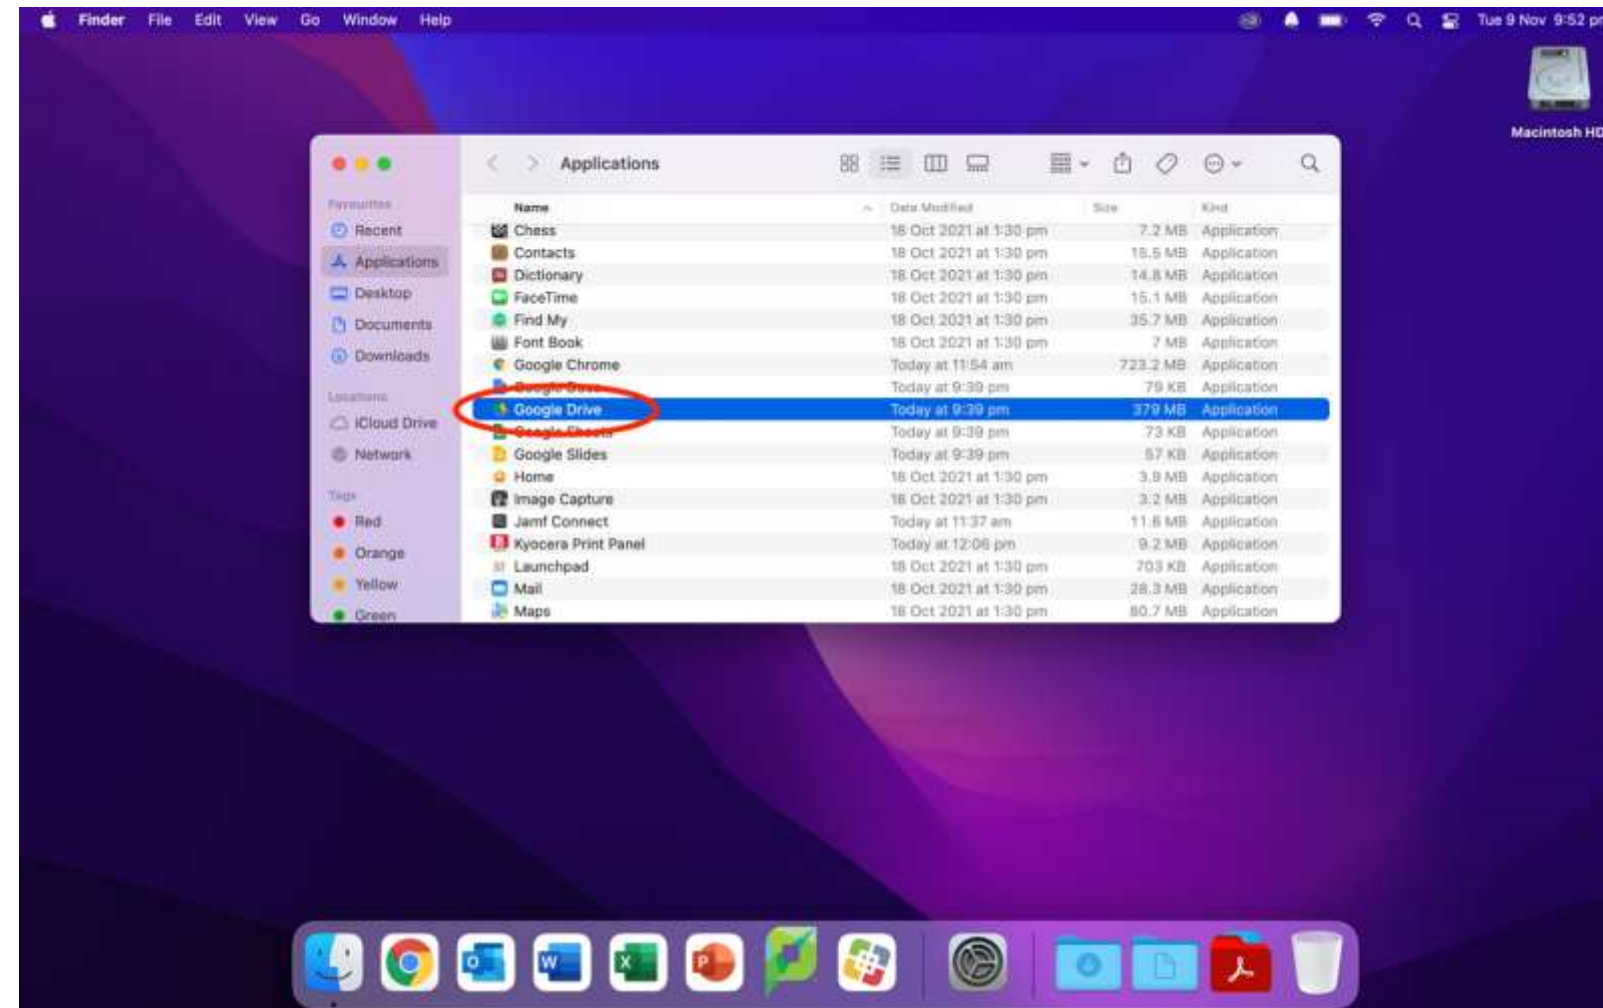 Finder File Edit View Go Window Help Tue 9 Nov 9:52 pm
Macintosh HD
Applications
Favourites
Recent
Applications
Desktop
Documents
Downloads
Locations
iCloud Drive
Network
Tags
Red
Orange
Yellow
Green
Name Date Modified Size Kind
Chess 18 Oct 2021 at 1:30 pm 7.2 MB Application
Contacts 18 Oct 2021 at 1:30 pm 15.5 MB Application
Dictionary 18 Oct 2021 at 1:30 pm 14.8 MB Application
FaceTime 18 Oct 2021 at 1:30 pm 15.1 MB Application
Find My 18 Oct 2021 at 1:30 pm 35.7 MB Application
Font Book 18 Oct 2021 at 1:30 pm 7 MB Application
Google Chrome Today at 11:54 am 723.2 MB Application
Google Docs Today at 9:39 pm 79 KB Application
Google Drive Today at 9:39 pm 379 MB Application
Google Sheets Today at 9:39 pm 73 KB Application
Google Slides Today at 9:39 pm 57 KB Application
Home 18 Oct 2021 at 1:30 pm 3.9 MB Application
Image Capture 18 Oct 2021 at 1:30 pm 3.2 MB Application
Jamf Connect Today at 11:37 am 11.6 MB Application
Kyocera Print Panel Today at 12:06 pm 9.2 MB Application
Launchpad 18 Oct 2021 at 1:30 pm 703 KB Application
Mail 18 Oct 2021 at 1:30 pm 28.3 MB Application
Maps 18 Oct 2021 at 1:30 pm 80.7 MB Application
O W X P